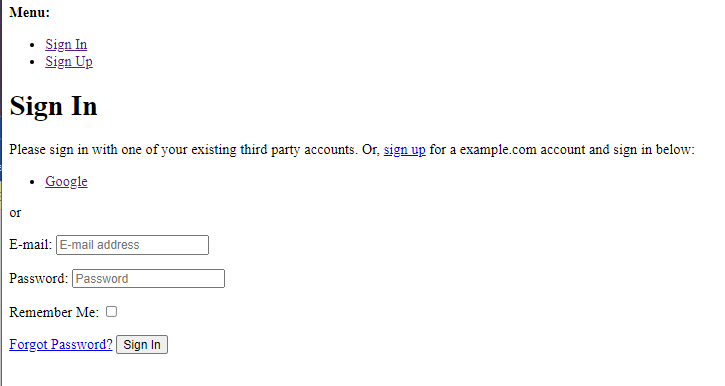 Menu:
Sign In
Sign Up
Sign In
Please sign in with one of your existing third party accounts. Or, sign up for a example.com account and sign in below:
Google
or
E-mail: E-mail address
Password: Password
Remember Me:
Forgot Password? Sign In